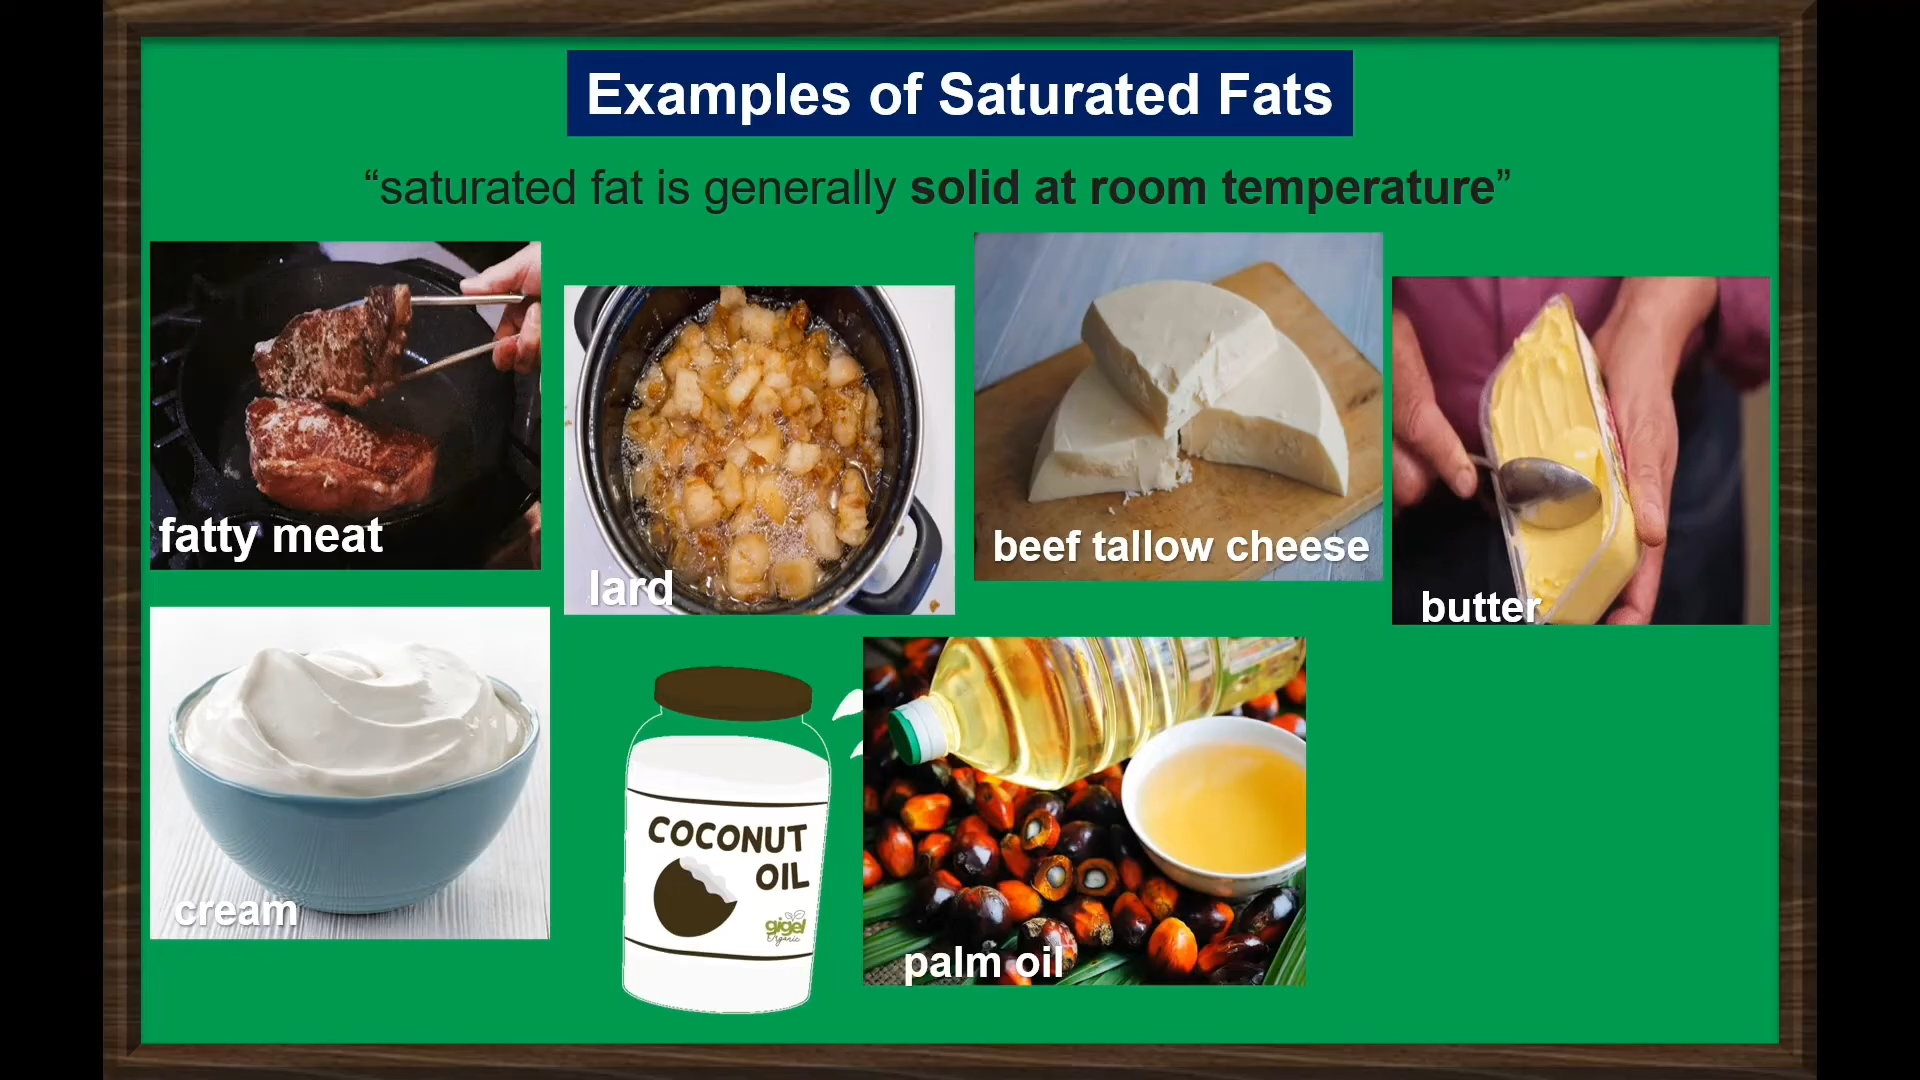 Examples of Saturated Fats
“saturated fat is generally solid at room temperature”
fatty meat
lard
beef tallow cheese
butter
cream
COCONUT
OIL
gigel
Organic
palm oil